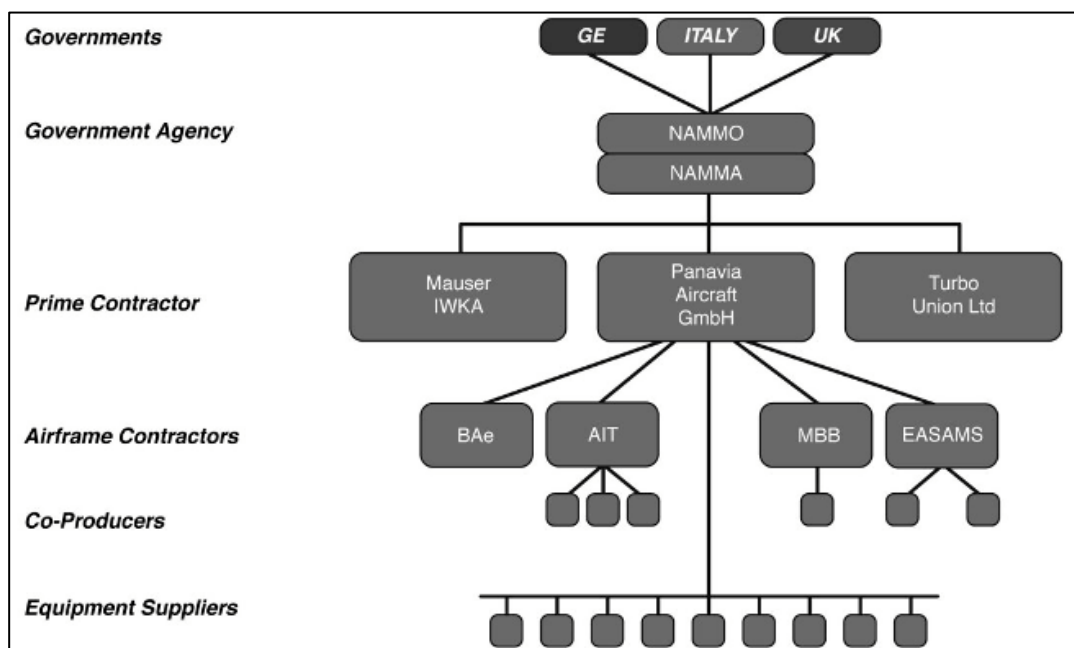 Governments
GE
ITALY
UK
Government Agency
NAMMO
NAMMA
Prime Contractor
Mauser
IWKA
Panavia
Aircraft
GmbH
Turbo
Union Ltd
Airframe Contractors
BAe
AIT
MBB
EASAMS
Co-Producers
Equipment Suppliers